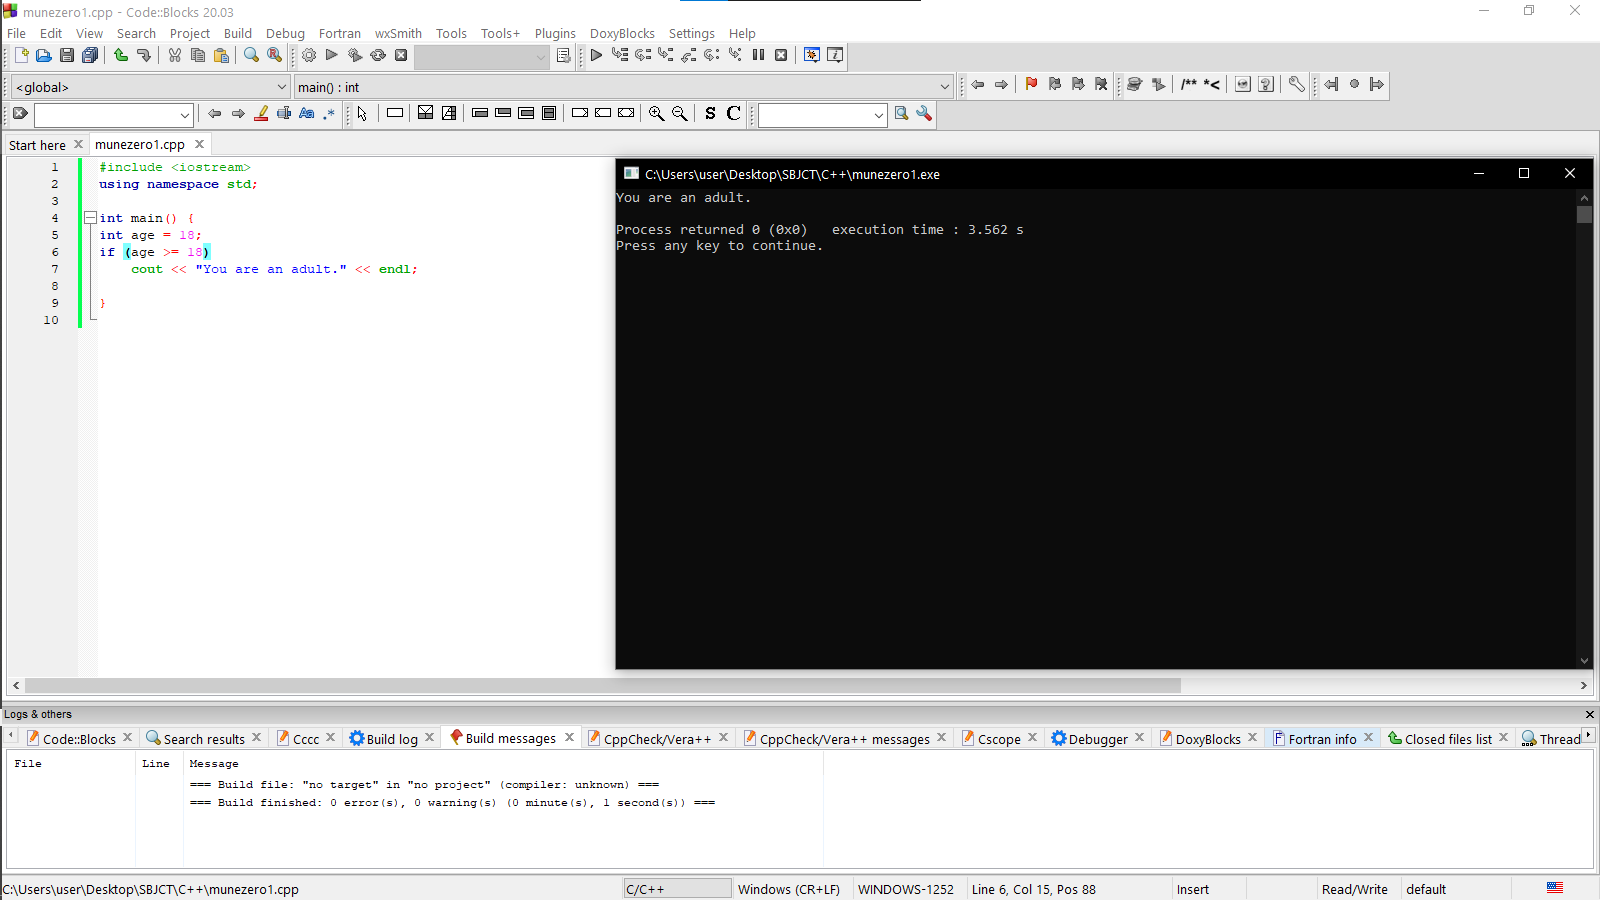 munezero1.cpp - Code::Blocks 20.03
File Edit View Search Project Build Debug Fortran wxSmith Tools Tools+ Plugins DoxyBlocks Settings Help
<global> main() : int
/** *<
Aa .* S C
Start here munezero1.cpp
1 #include <iostream>
2 using namespace std;
3
4 int main() {
5 int age = 18;
6 if (age >= 18)
7 cout << "You are an adult." << endl;
8
9 }
10
C:\Users\user\Desktop\SBJCT\C++\munezero1.exe
You are an adult.
Process returned 0 (0x0)   execution time : 3.562 s
Press any key to continue.
Logs & others
Code::Blocks Search results Cccc Build log Build messages CppCheck/Vera++ CppCheck/Vera++ messages Cscope Debugger DoxyBlocks Fortran info Closed files list Thread
File Line Message
=== Build file: "no target" in "no project" (compiler: unknown) ===
=== Build finished: 0 error(s), 0 warning(s) (0 minute(s), 1 second(s)) ===
C:\Users\user\Desktop\SBJCT\C++\munezero1.cpp C/C++ Windows (CR+LF) WINDOWS-1252 Line 6, Col 15, Pos 88 Insert Read/Write default